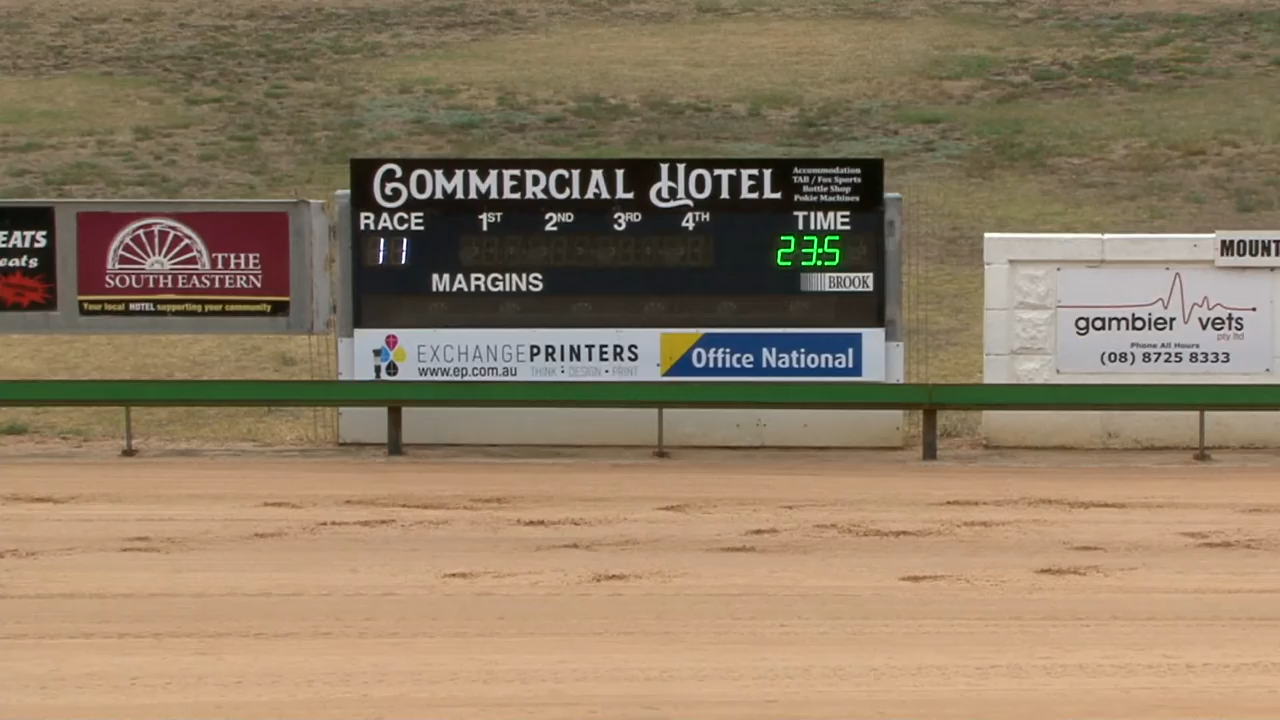 EATS
eats
THE
SOUTH EASTERN
Your local HOTEL supporting your community
COMMERCIAL HOTEL
Accommodation
TAB / Fox Sports
Bottle Shop
Pokie Machines
RACE 1ST 2ND 3RD 4TH TIME
11 23:5
MARGINS
BROOK
EXCHANGEPRINTERS
www.ep.com.au THINK : DESIGN • PRINT
Office National
MOUNT
gambier vets
pty ltd
Phone All Hours
(08) 8725 8333